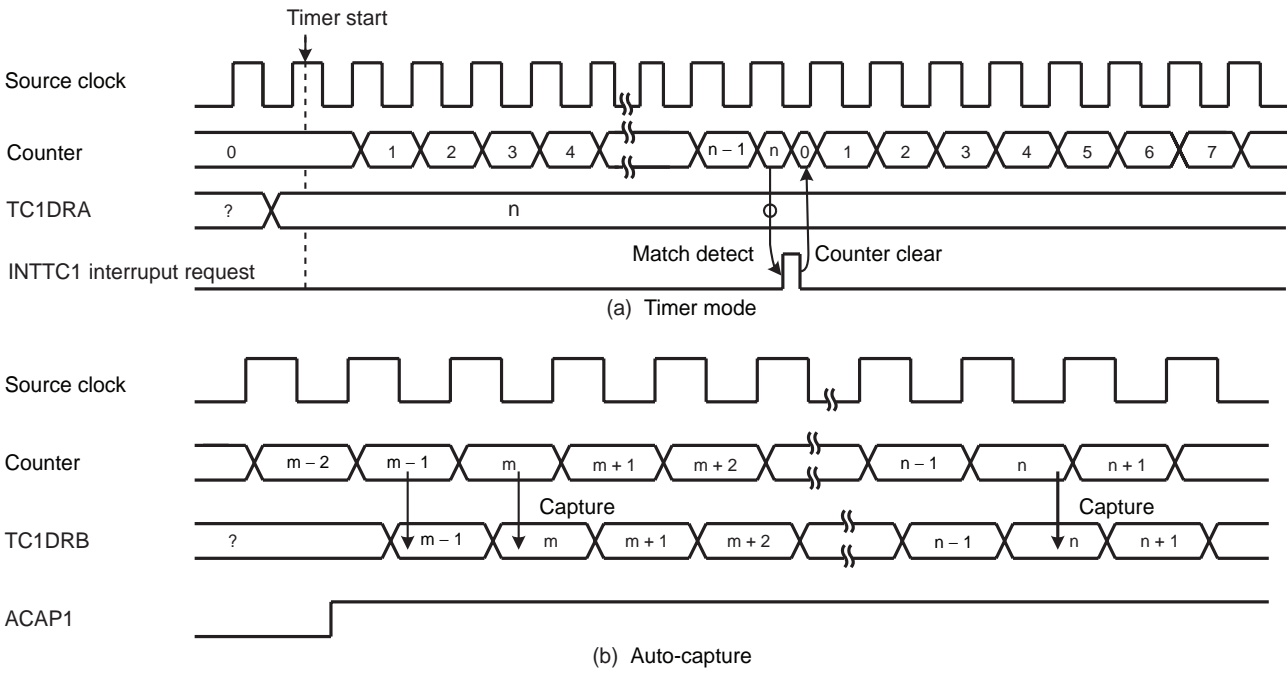 Timer start
Source clock
Counter
0 1 2 3 4 n – 1 n 0 1 2 3 4 5 6 7
TC1DRA
? n
Match detect Counter clear
INTTC1 interruput request
(a) Timer mode
Source clock
Counter
m – 2 m – 1 m m + 1 m + 2 n – 1 n n + 1
Capture Capture
TC1DRB
? m – 1 m m + 1 m + 2 n – 1 n n + 1
ACAP1
(b) Auto-capture